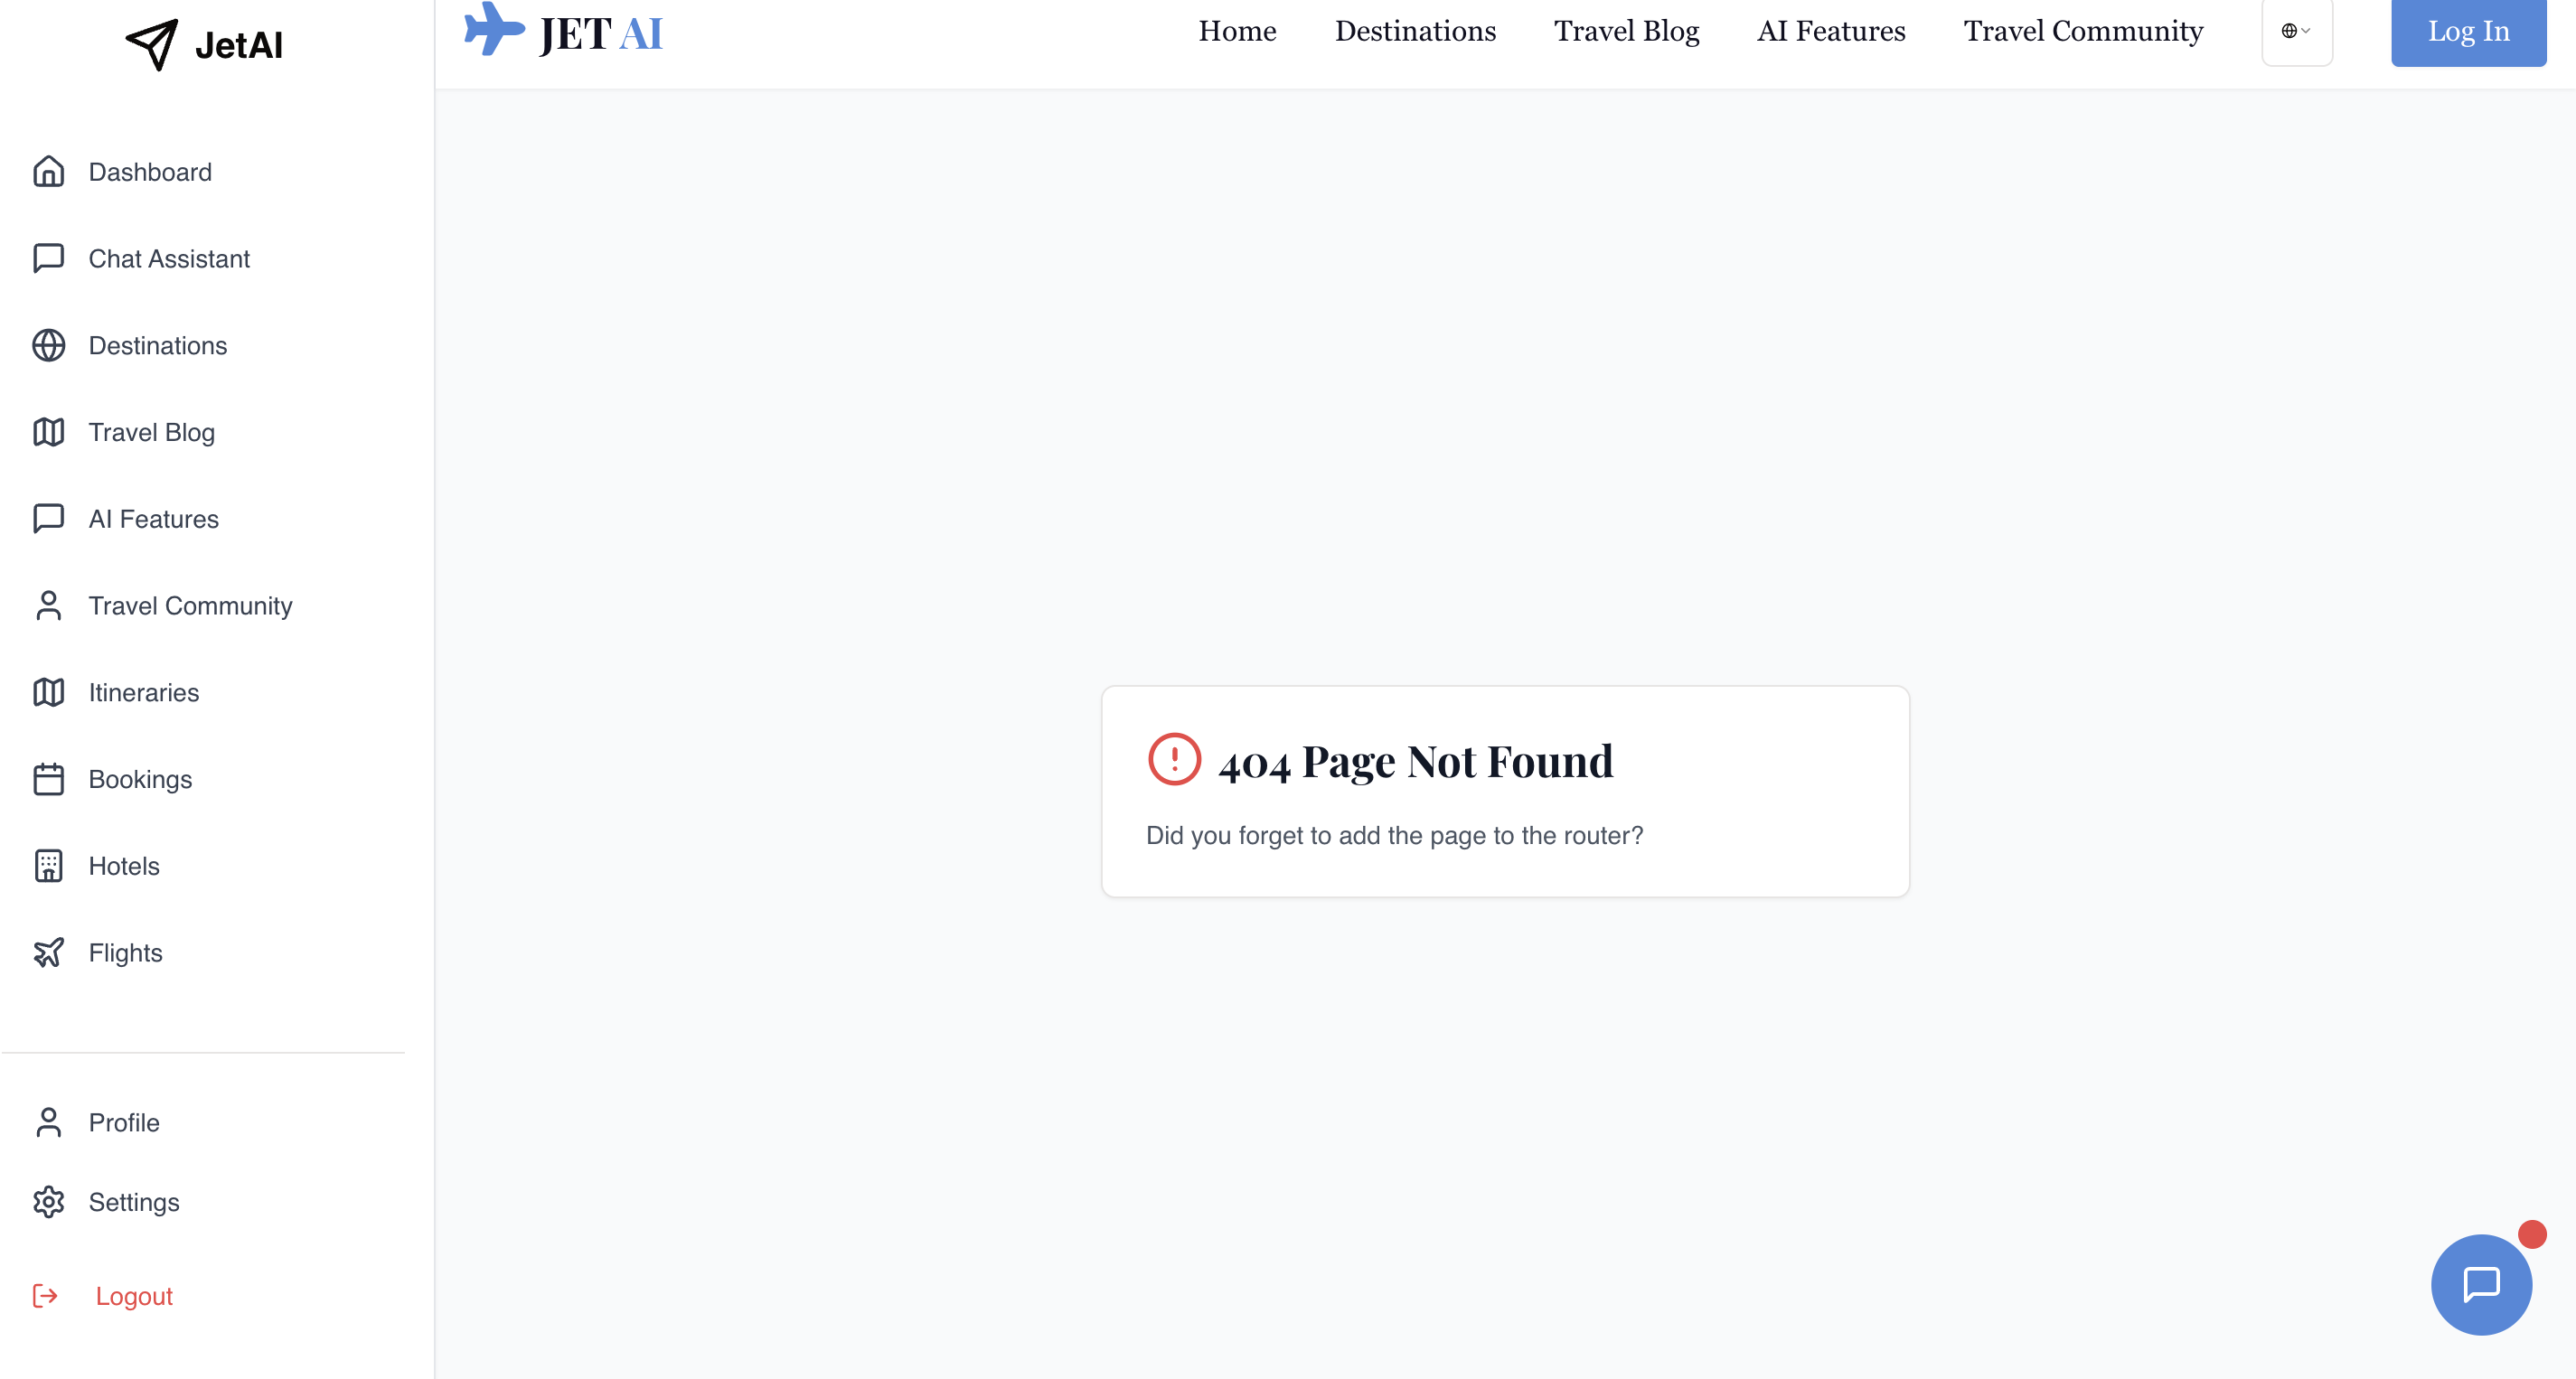 JetAI
Dashboard
Chat Assistant
Destinations
Travel Blog
AI Features
Travel Community
Itineraries
Bookings
Hotels
Flights
Profile
Settings
Logout
JET AI
Home
Destinations
Travel Blog
AI Features
Travel Community
Log In
404 Page Not Found
Did you forget to add the page to the router?